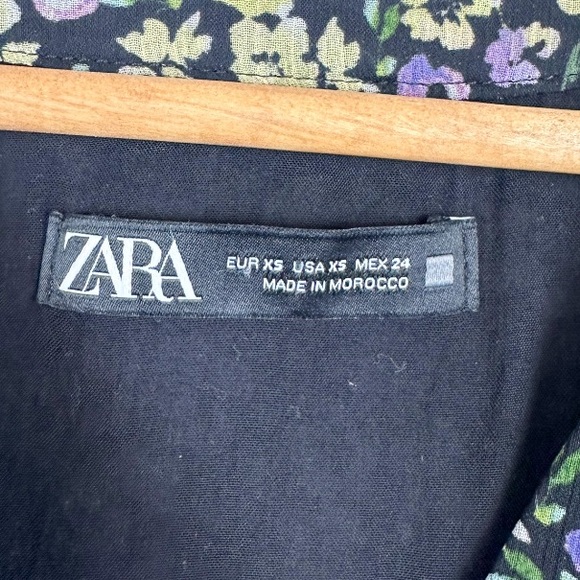 ZARA
EUR XS USA XS MEX 24
MADE IN MOROCCO